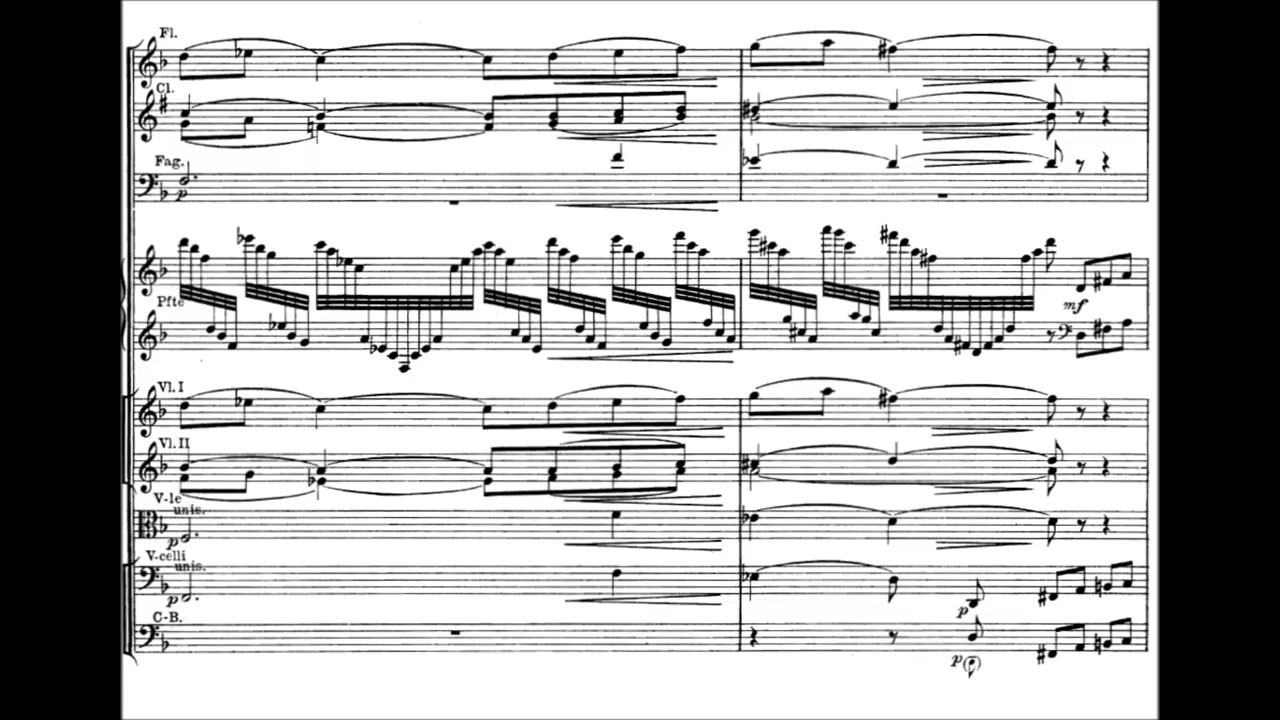 Fl.
Cl.
Fag.
p
Pfte
mf
Vl. I
Vl. II
V-le
unis.
p
V-celli
unis.
p
p
C-B.
p